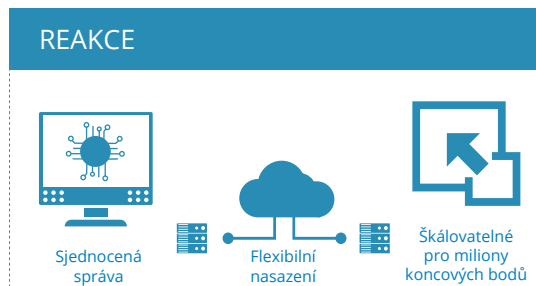 REAKCE
Sjednocená
správa
Flexibilní
nasazení
Škálovatelné
pro miliony
koncových bodů